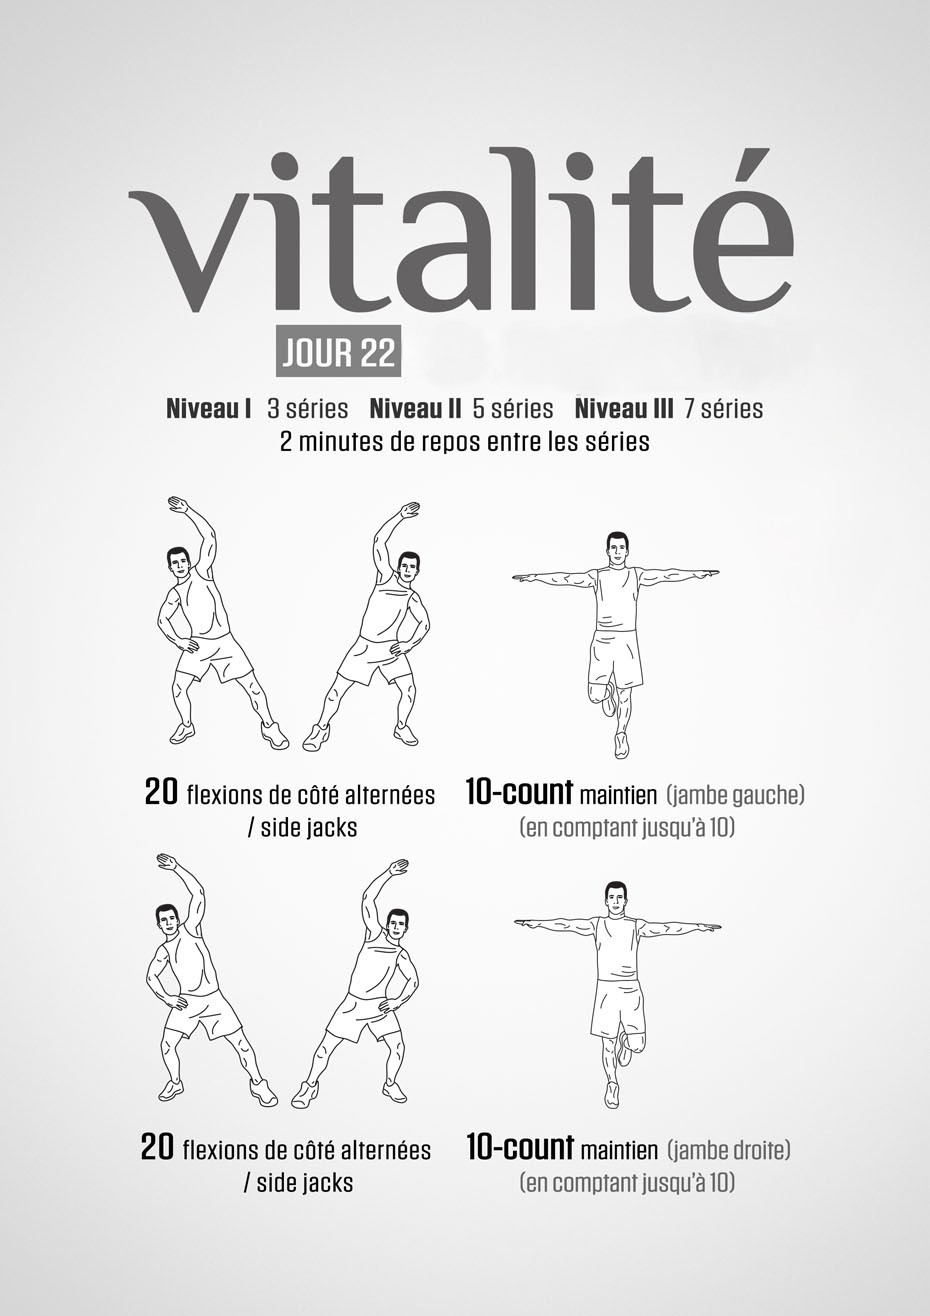 vitalité
JOUR 22
Niveau I 3 séries Niveau II 5 séries Niveau III 7 séries
2 minutes de repos entre les séries
20 flexions de côté alternées
/ side jacks
10-count maintien (jambe gauche)
(en comptant jusqu'à 10)
20 flexions de côté alternées
/ side jacks
10-count maintien (jambe droite)
(en comptant jusqu'à 10)